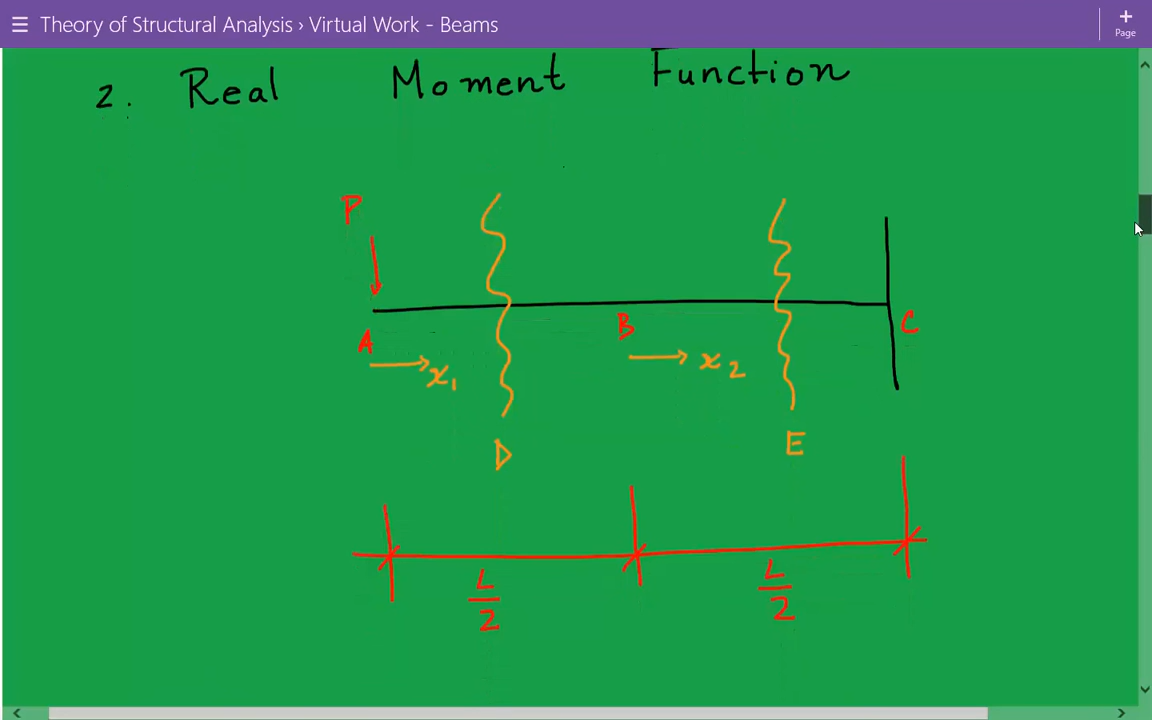 Theory of Structural Analysis › Virtual Work - Beams
Page
2. Real Moment Function
P
A
B
C
x₁
x₂
D
E
L/2
L/2